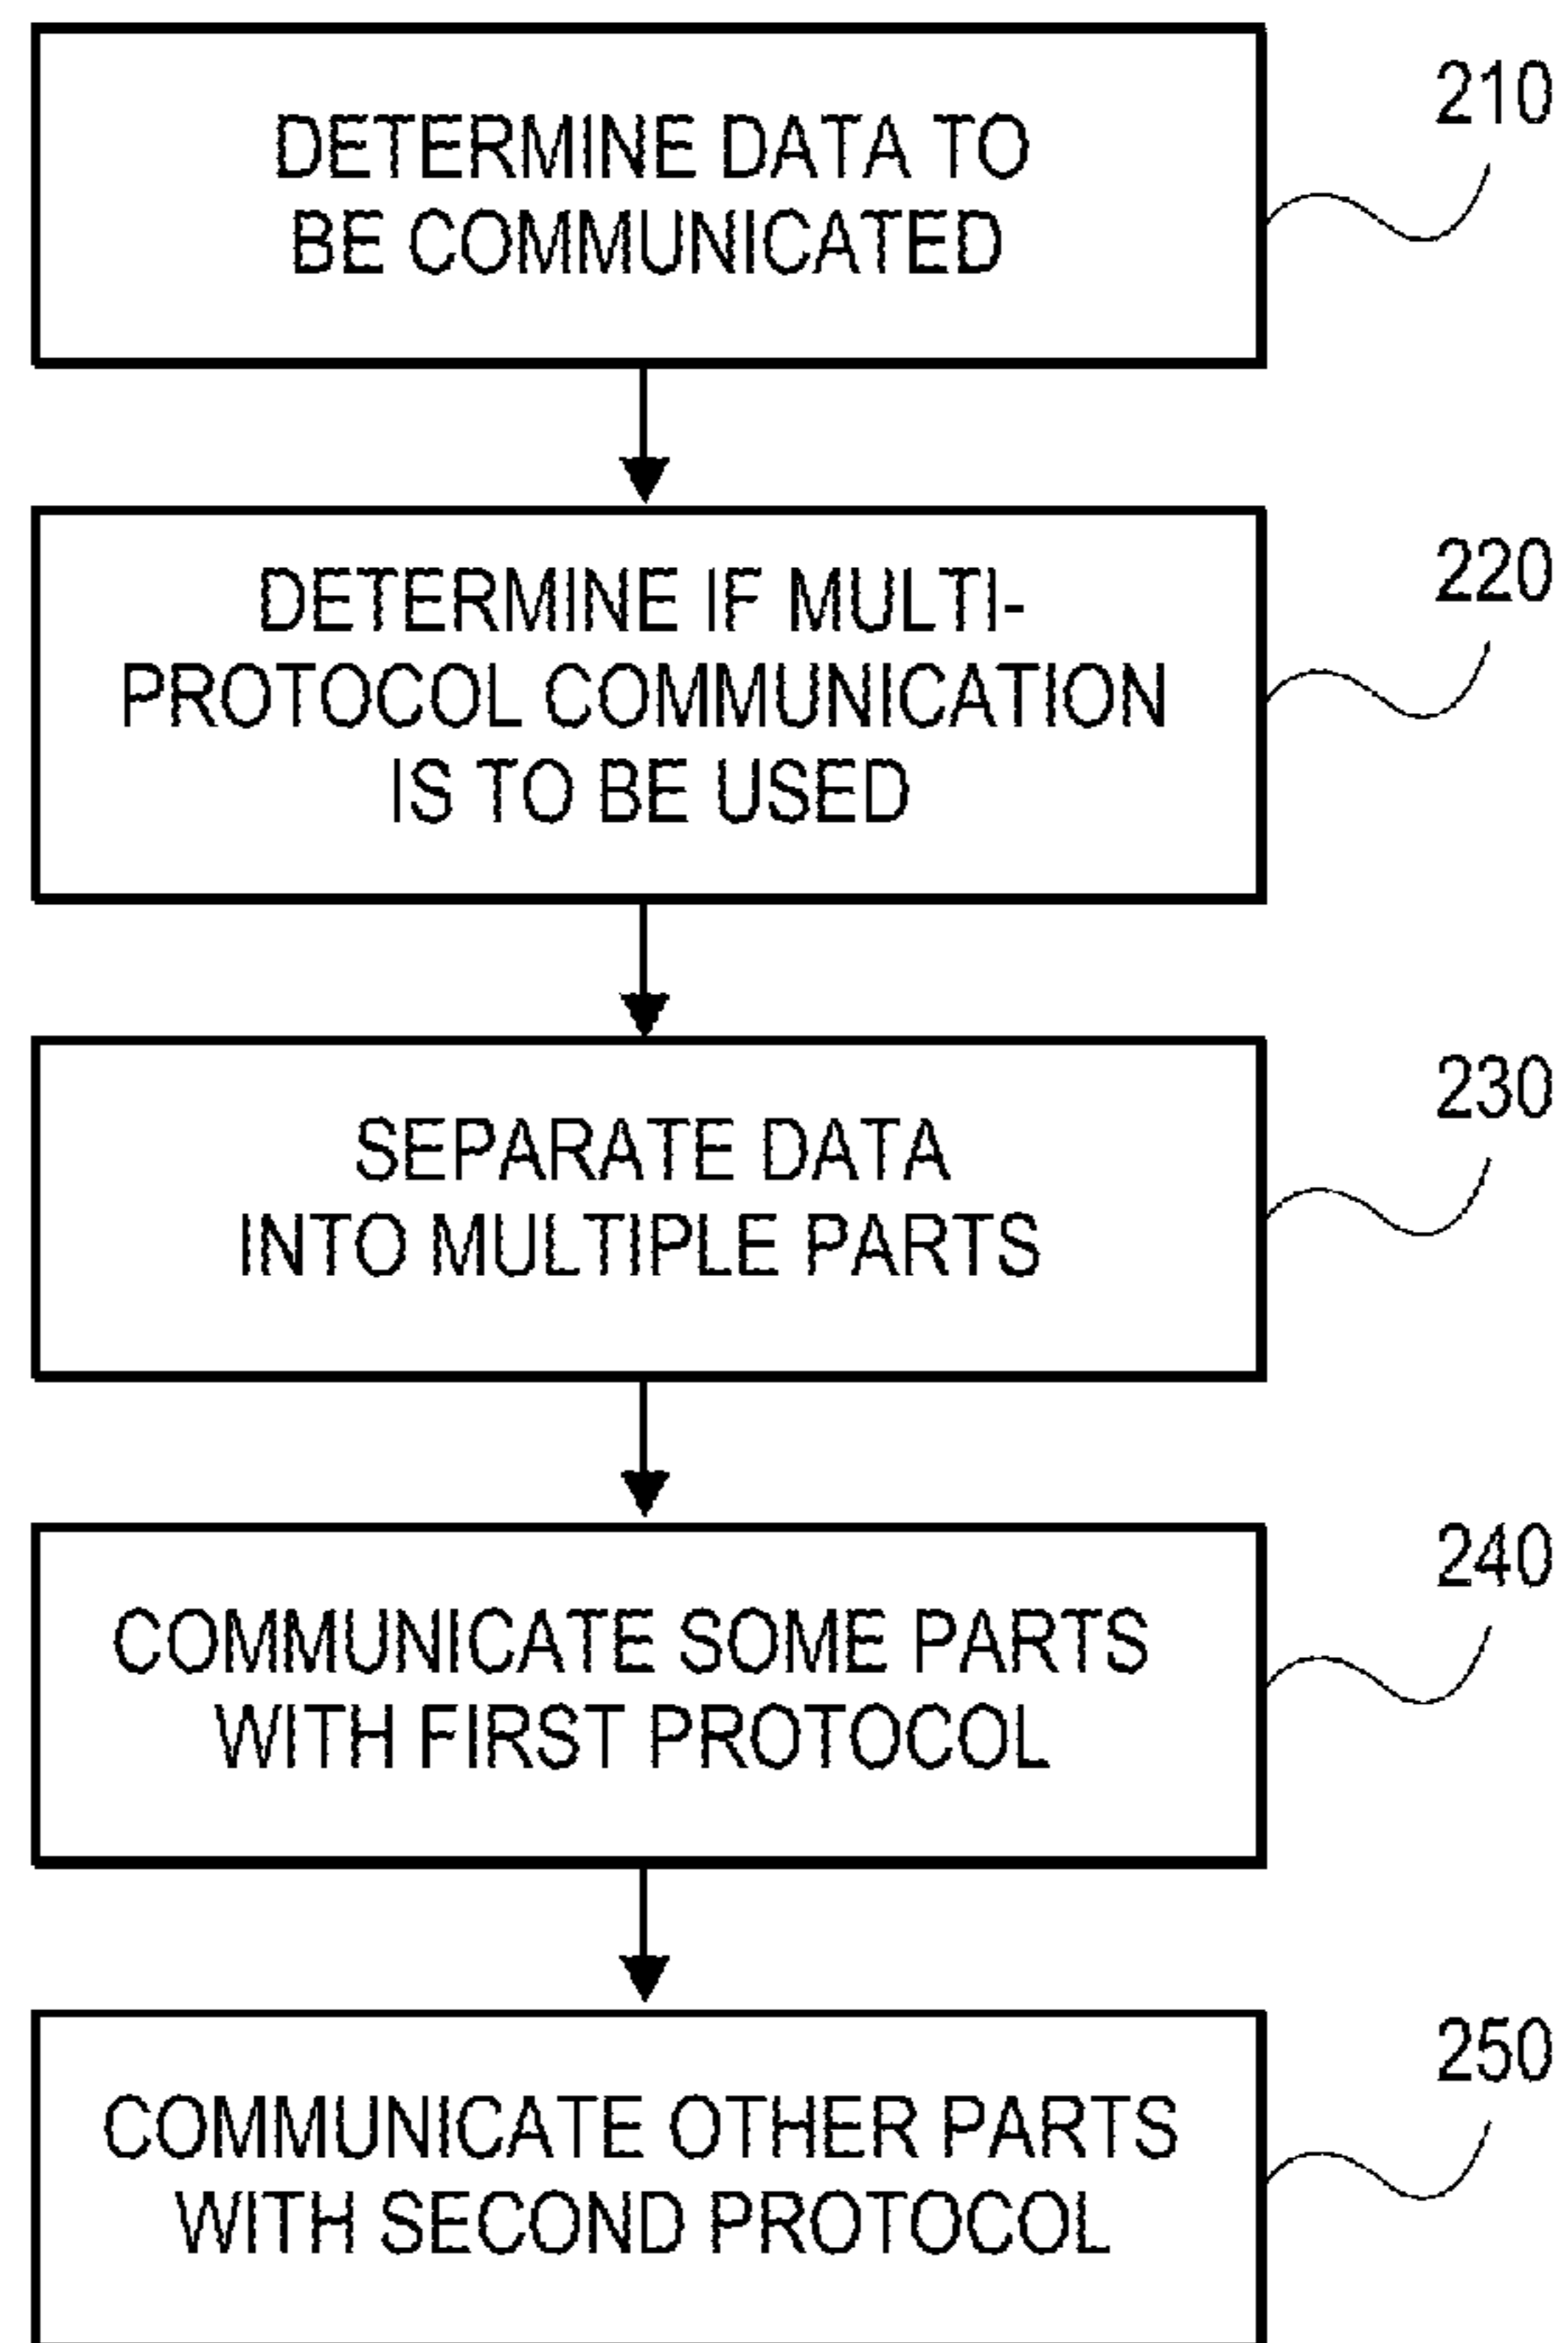 210
DETERMINE DATA TO
BE COMMUNICATED
220
DETERMINE IF MULTI-
PROTOCOL COMMUNICATION
IS TO BE USED
230
SEPARATE DATA
INTO MULTIPLE PARTS
240
COMMUNICATE SOME PARTS
WITH FIRST PROTOCOL
250
COMMUNICATE OTHER PARTS
WITH SECOND PROTOCOL